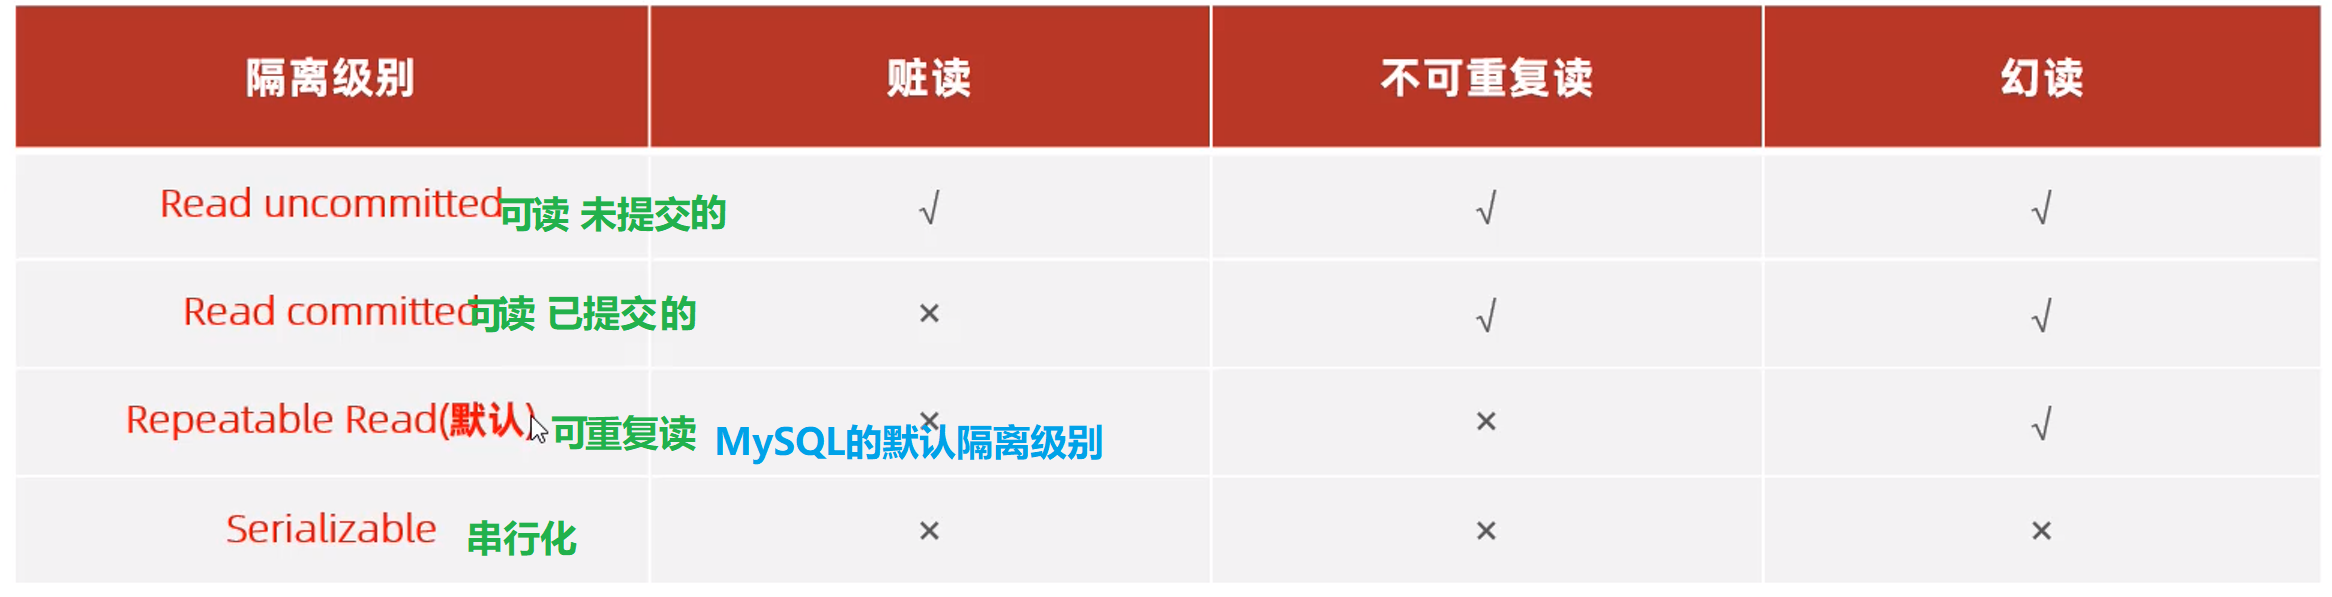 隔离级别 脏读 不可重复读 幻读
Read uncommitted 可读 未提交的 √ √ √
Read committed 可读 已提交的 × √ √
Repeatable Read(默认) 可重复读 × MySQL的默认隔离级别 × √
Serializable 串行化 × × ×